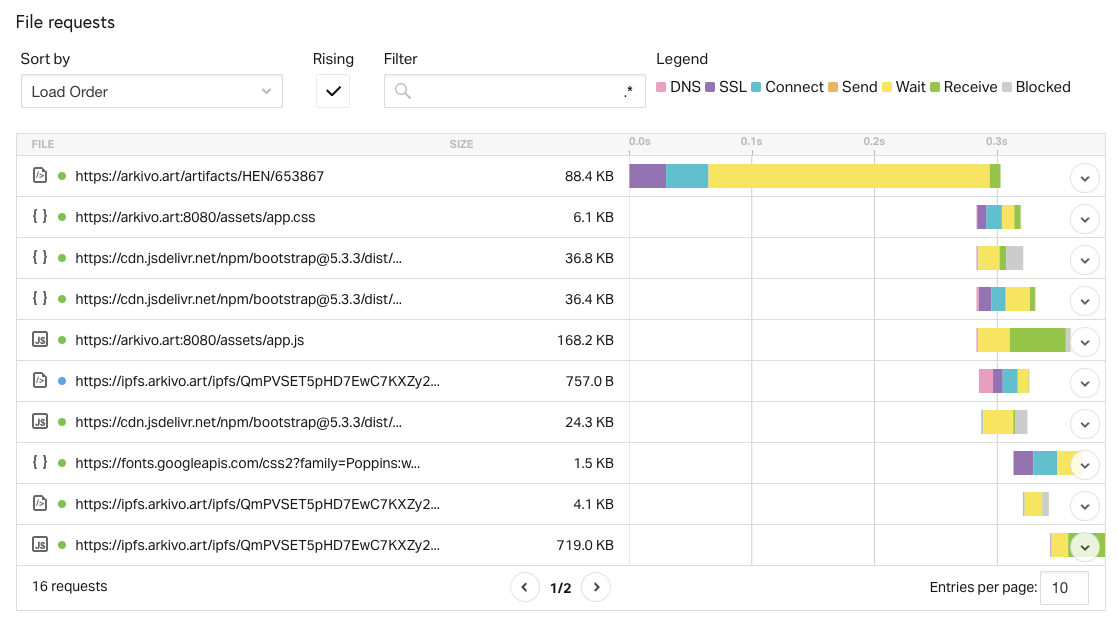 File requests
Sort by Rising Filter Legend
Load Order .* DNS SSL Connect Send Wait Receive Blocked
FILE SIZE 0.0s 0.1s 0.2s 0.3s
https://arkivo.art/artifacts/HEN/653867 88.4 KB
{ } https://arkivo.art:8080/assets/app.css 6.1 KB
{ } https://cdn.jsdelivr.net/npm/bootstrap@5.3.3/dist/... 36.8 KB
{ } https://cdn.jsdelivr.net/npm/bootstrap@5.3.3/dist/... 36.4 KB
JS https://arkivo.art:8080/assets/app.js 168.2 KB
https://ipfs.arkivo.art/ipfs/QmPVSET5pHD7EwC7KXZy2... 757.0 B
JS https://cdn.jsdelivr.net/npm/bootstrap@5.3.3/dist/... 24.3 KB
{ } https://fonts.googleapis.com/css2?family=Poppins:w... 1.5 KB
https://ipfs.arkivo.art/ipfs/QmPVSET5pHD7EwC7KXZy2... 4.1 KB
JS https://ipfs.arkivo.art/ipfs/QmPVSET5pHD7EwC7KXZy2... 719.0 KB
16 requests 1/2 Entries per page: 10